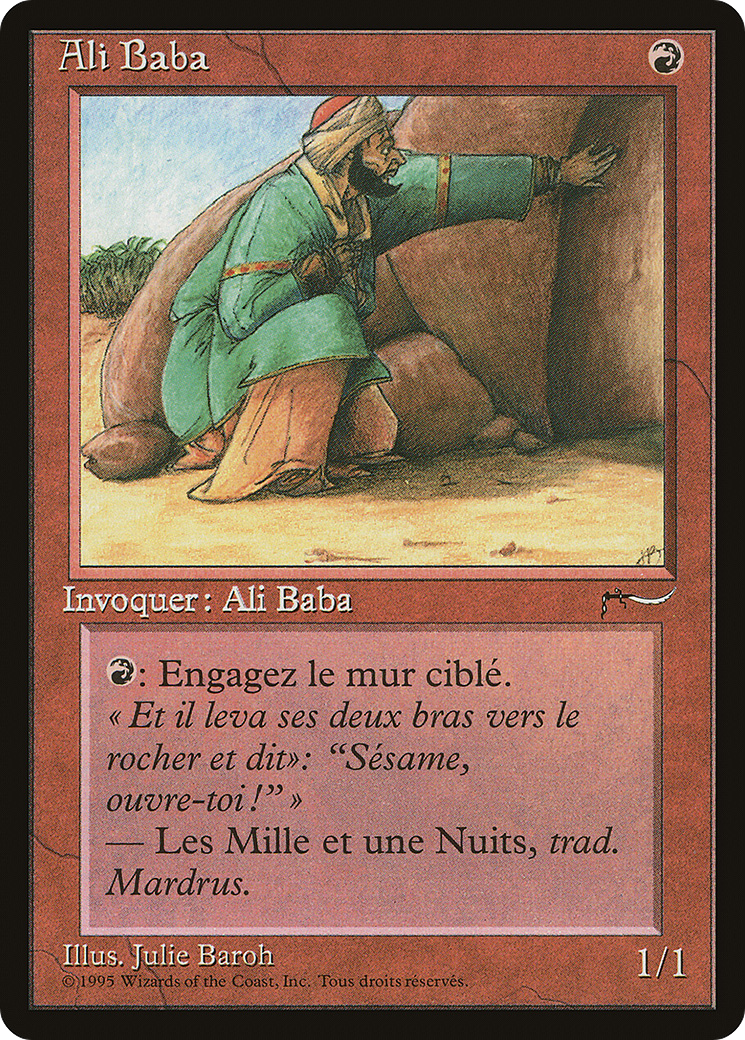 Ali Baba
Invoquer : Ali Baba
: Engagez le mur ciblé.
« Et il leva ses deux bras vers le
rocher et dit»: “Sésame,
ouvre-toi !” »
— Les Mille et une Nuits, trad.
Mardrus.
Illus. Julie Baroh
1/1
© 1995 Wizards of the Coast, Inc. Tous droits réservés.